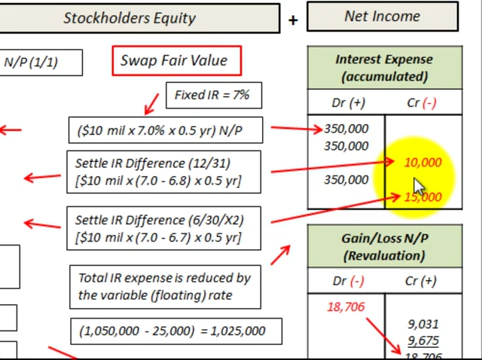 Stockholders Equity
+
Net Income
N/P (1/1)
Swap Fair Value
Fixed IR = 7%
($10 mil x 7.0% x 0.5 yr) N/P
Settle IR Difference (12/31)
[$10 mil x (7.0 - 6.8) x 0.5 yr]
Settle IR Difference (6/30/X2)
[$10 mil x (7.0 - 6.7) x 0.5 yr]
Total IR expense is reduced by
the variable (floating) rate
(1,050,000 - 25,000) = 1,025,000
Interest Expense
(accumulated)
Dr (+) Cr (-)
350,000
350,000
10,000
350,000
15,000
Gain/Loss N/P
(Revaluation)
Dr (-) Cr (+)
18,706
9,031
9,675
18,706